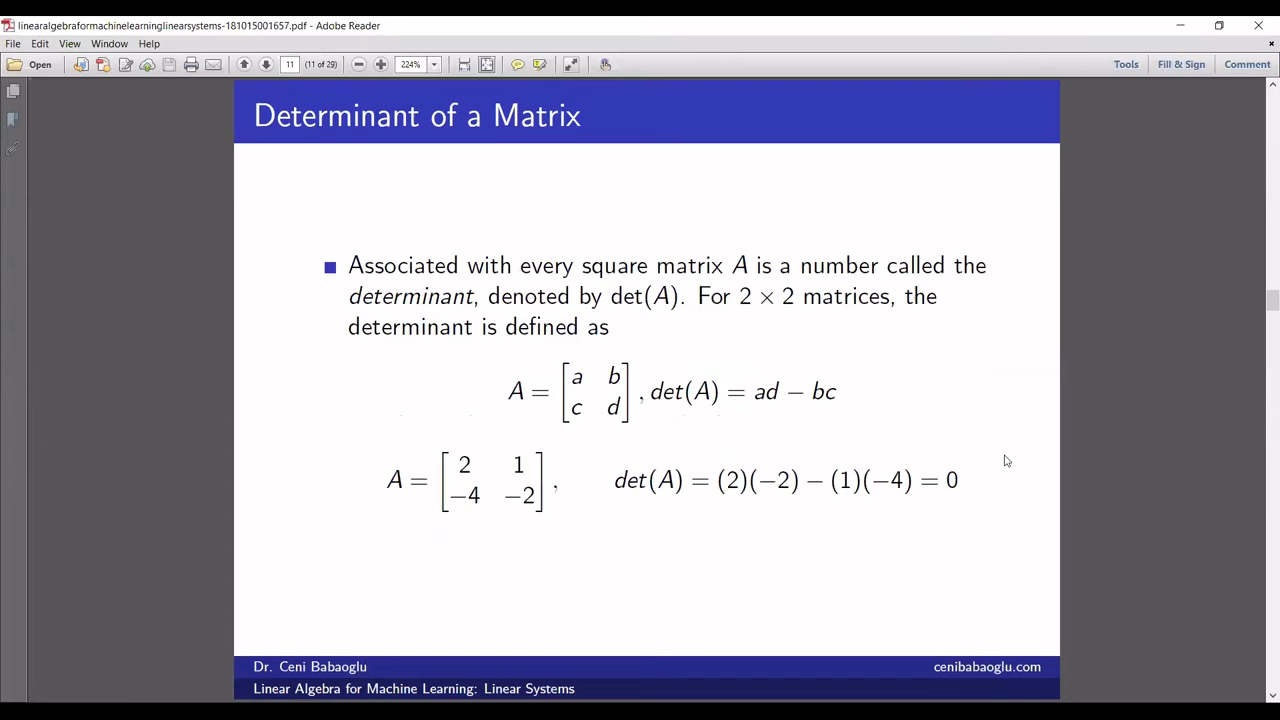 linearalgebraformachinelearninglinearsystems-181015001657.pdf - Adobe Reader
File Edit View Window Help
Open 11 (11 of 29) 224% Tools Fill & Sign Comment
Determinant of a Matrix
Associated with every square matrix A is a number called the
determinant, denoted by det(A). For 2 × 2 matrices, the
determinant is defined as
A = [a b; c d], det(A) = ad − bc
A = [2 1; −4 −2], det(A) = (2)(−2) − (1)(−4) = 0
Dr. Ceni Babaoglu cenibabaoglu.com
Linear Algebra for Machine Learning: Linear Systems